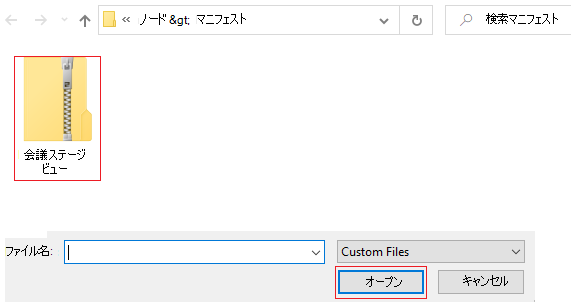 « ノード &gt; マニフェスト
検索マニフェスト
会議ステージ
ビュー
ファイル名:
Custom Files
オープン
キャンセル